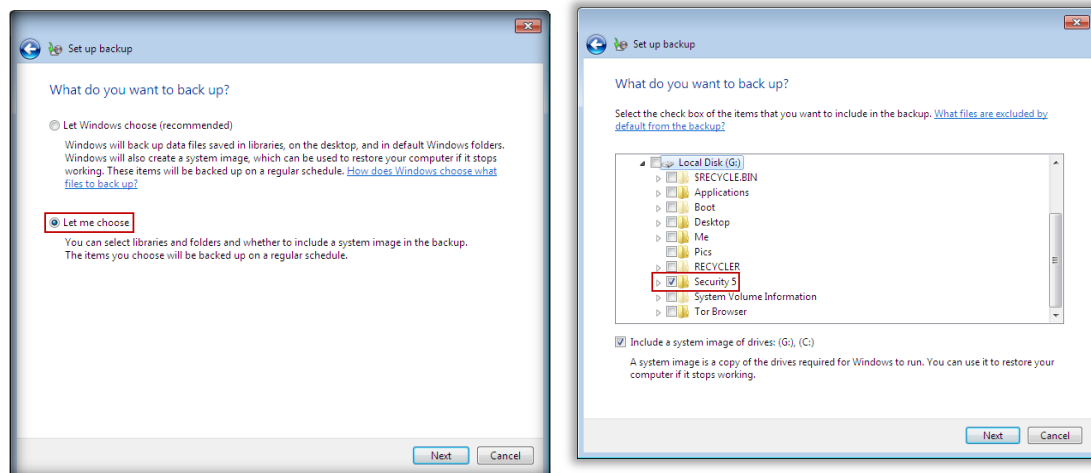 Set up backup
What do you want to back up?
Let Windows choose (recommended)
Windows will back up data files saved in libraries, on the desktop, and in default Windows folders.
Windows will also create a system image, which can be used to restore your computer if it stops
working. These items will be backed up on a regular schedule. How does Windows choose what
files to back up?
Let me choose
You can select libraries and folders and whether to include a system image in the backup.
The items you choose will be backed up on a regular schedule.
Next Cancel
Set up backup
What do you want to back up?
Select the check box of the items that you want to include in the backup. What files are excluded by
default from the backup?
Local Disk (G:)
SRECYCLE.BIN
Applications
Boot
Desktop
Me
Pics
RECYCLER
Security 5
System Volume Information
Tor Browser
Include a system image of drives: (G:), (C:)
A system image is a copy of the drives required for Windows to run. You can use it to restore your
computer if it stops working.
Next Cancel